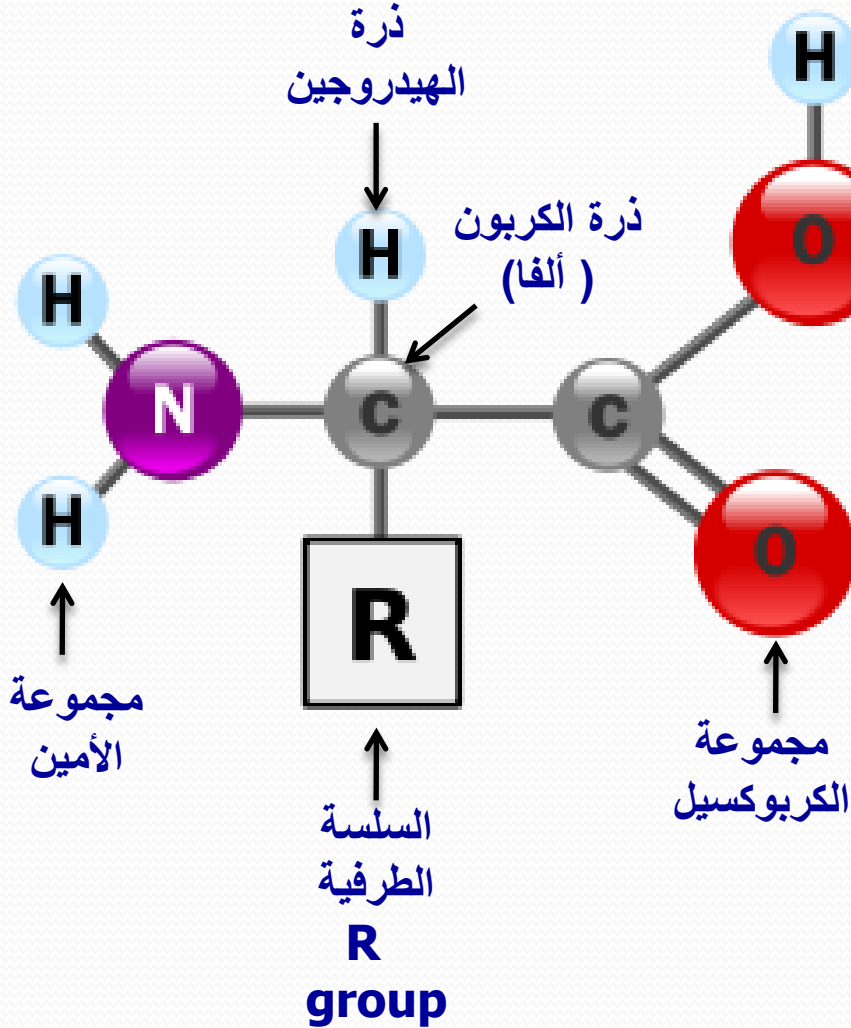 ذرة
الهيدروجين
H
H
O
ذرة الكربون
(ألفا )
H
N
C
C
H
O
R
مجموعة
الأمين
مجموعة
الكربوكسيل
السلسة
الطرفية
R
group